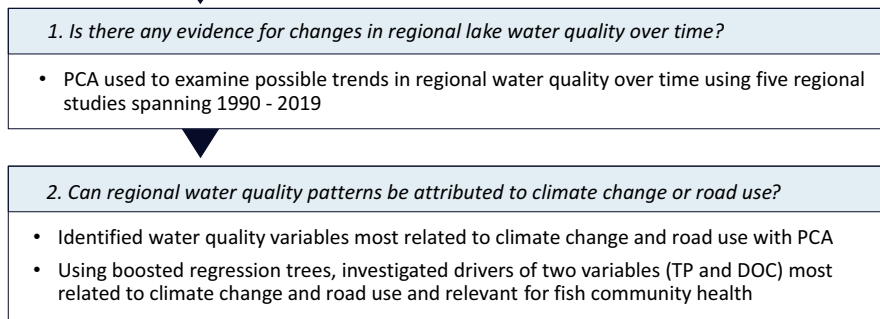 1. Is there any evidence for changes in regional lake water quality over time?
• PCA used to examine possible trends in regional water quality over time using five regional
studies spanning 1990 - 2019
2. Can regional water quality patterns be attributed to climate change or road use?
• Identified water quality variables most related to climate change and road use with PCA
• Using boosted regression trees, investigated drivers of two variables (TP and DOC) most
related to climate change and road use and relevant for fish community health